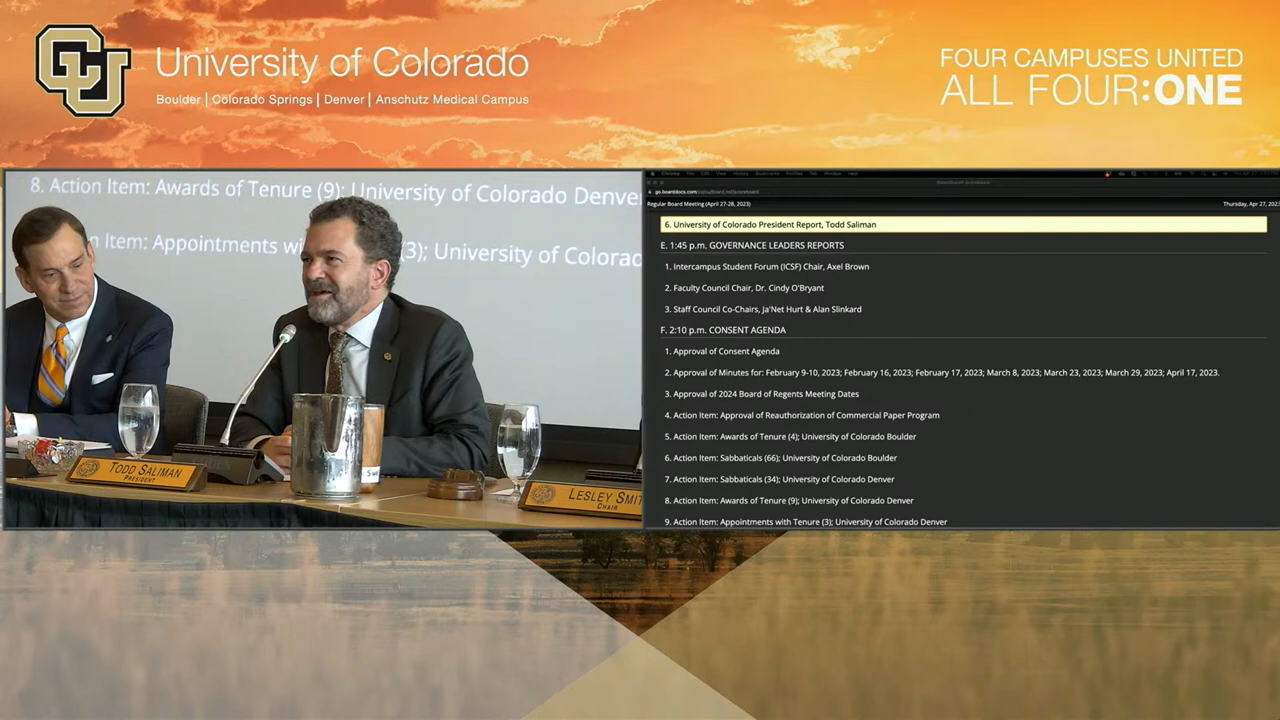 CU
University of Colorado
Boulder | Colorado Springs | Denver | Anschutz Medical Campus
FOUR CAMPUSES UNITED
ALL FOUR:ONE
8. Action Item: Awards of Tenure (9); University of Colorado Denve
n Item: Appointments wi (3); University of Colorad
TODD SALIMAN
PRESIDENT
LESLEY SMIT
CHAIR
Regular Board Meeting (April 27-28, 2023)
Thursday, Apr 27, 2023
6. University of Colorado President Report, Todd Saliman
E. 1:45 p.m. GOVERNANCE LEADERS REPORTS
1. Intercampus Student Forum (ICSF) Chair, Axel Brown
2. Faculty Council Chair, Dr. Cindy O'Bryant
3. Staff Council Co-Chairs, Ja'Net Hurt & Alan Slinkard
F. 2:10 p.m. CONSENT AGENDA
1. Approval of Consent Agenda
2. Approval of Minutes for: February 9-10, 2023; February 16, 2023; February 17, 2023; March 8, 2023; March 23, 2023; March 29, 2023; April 17, 2023.
3. Approval of 2024 Board of Regents Meeting Dates
4. Action Item: Approval of Reauthorization of Commercial Paper Program
5. Action Item: Awards of Tenure (4); University of Colorado Boulder
6. Action Item: Sabbaticals (66); University of Colorado Boulder
7. Action Item: Sabbaticals (34); University of Colorado Denver
8. Action Item: Awards of Tenure (9); University of Colorado Denver
9. Action Item: Appointments with Tenure (3); University of Colorado Denver